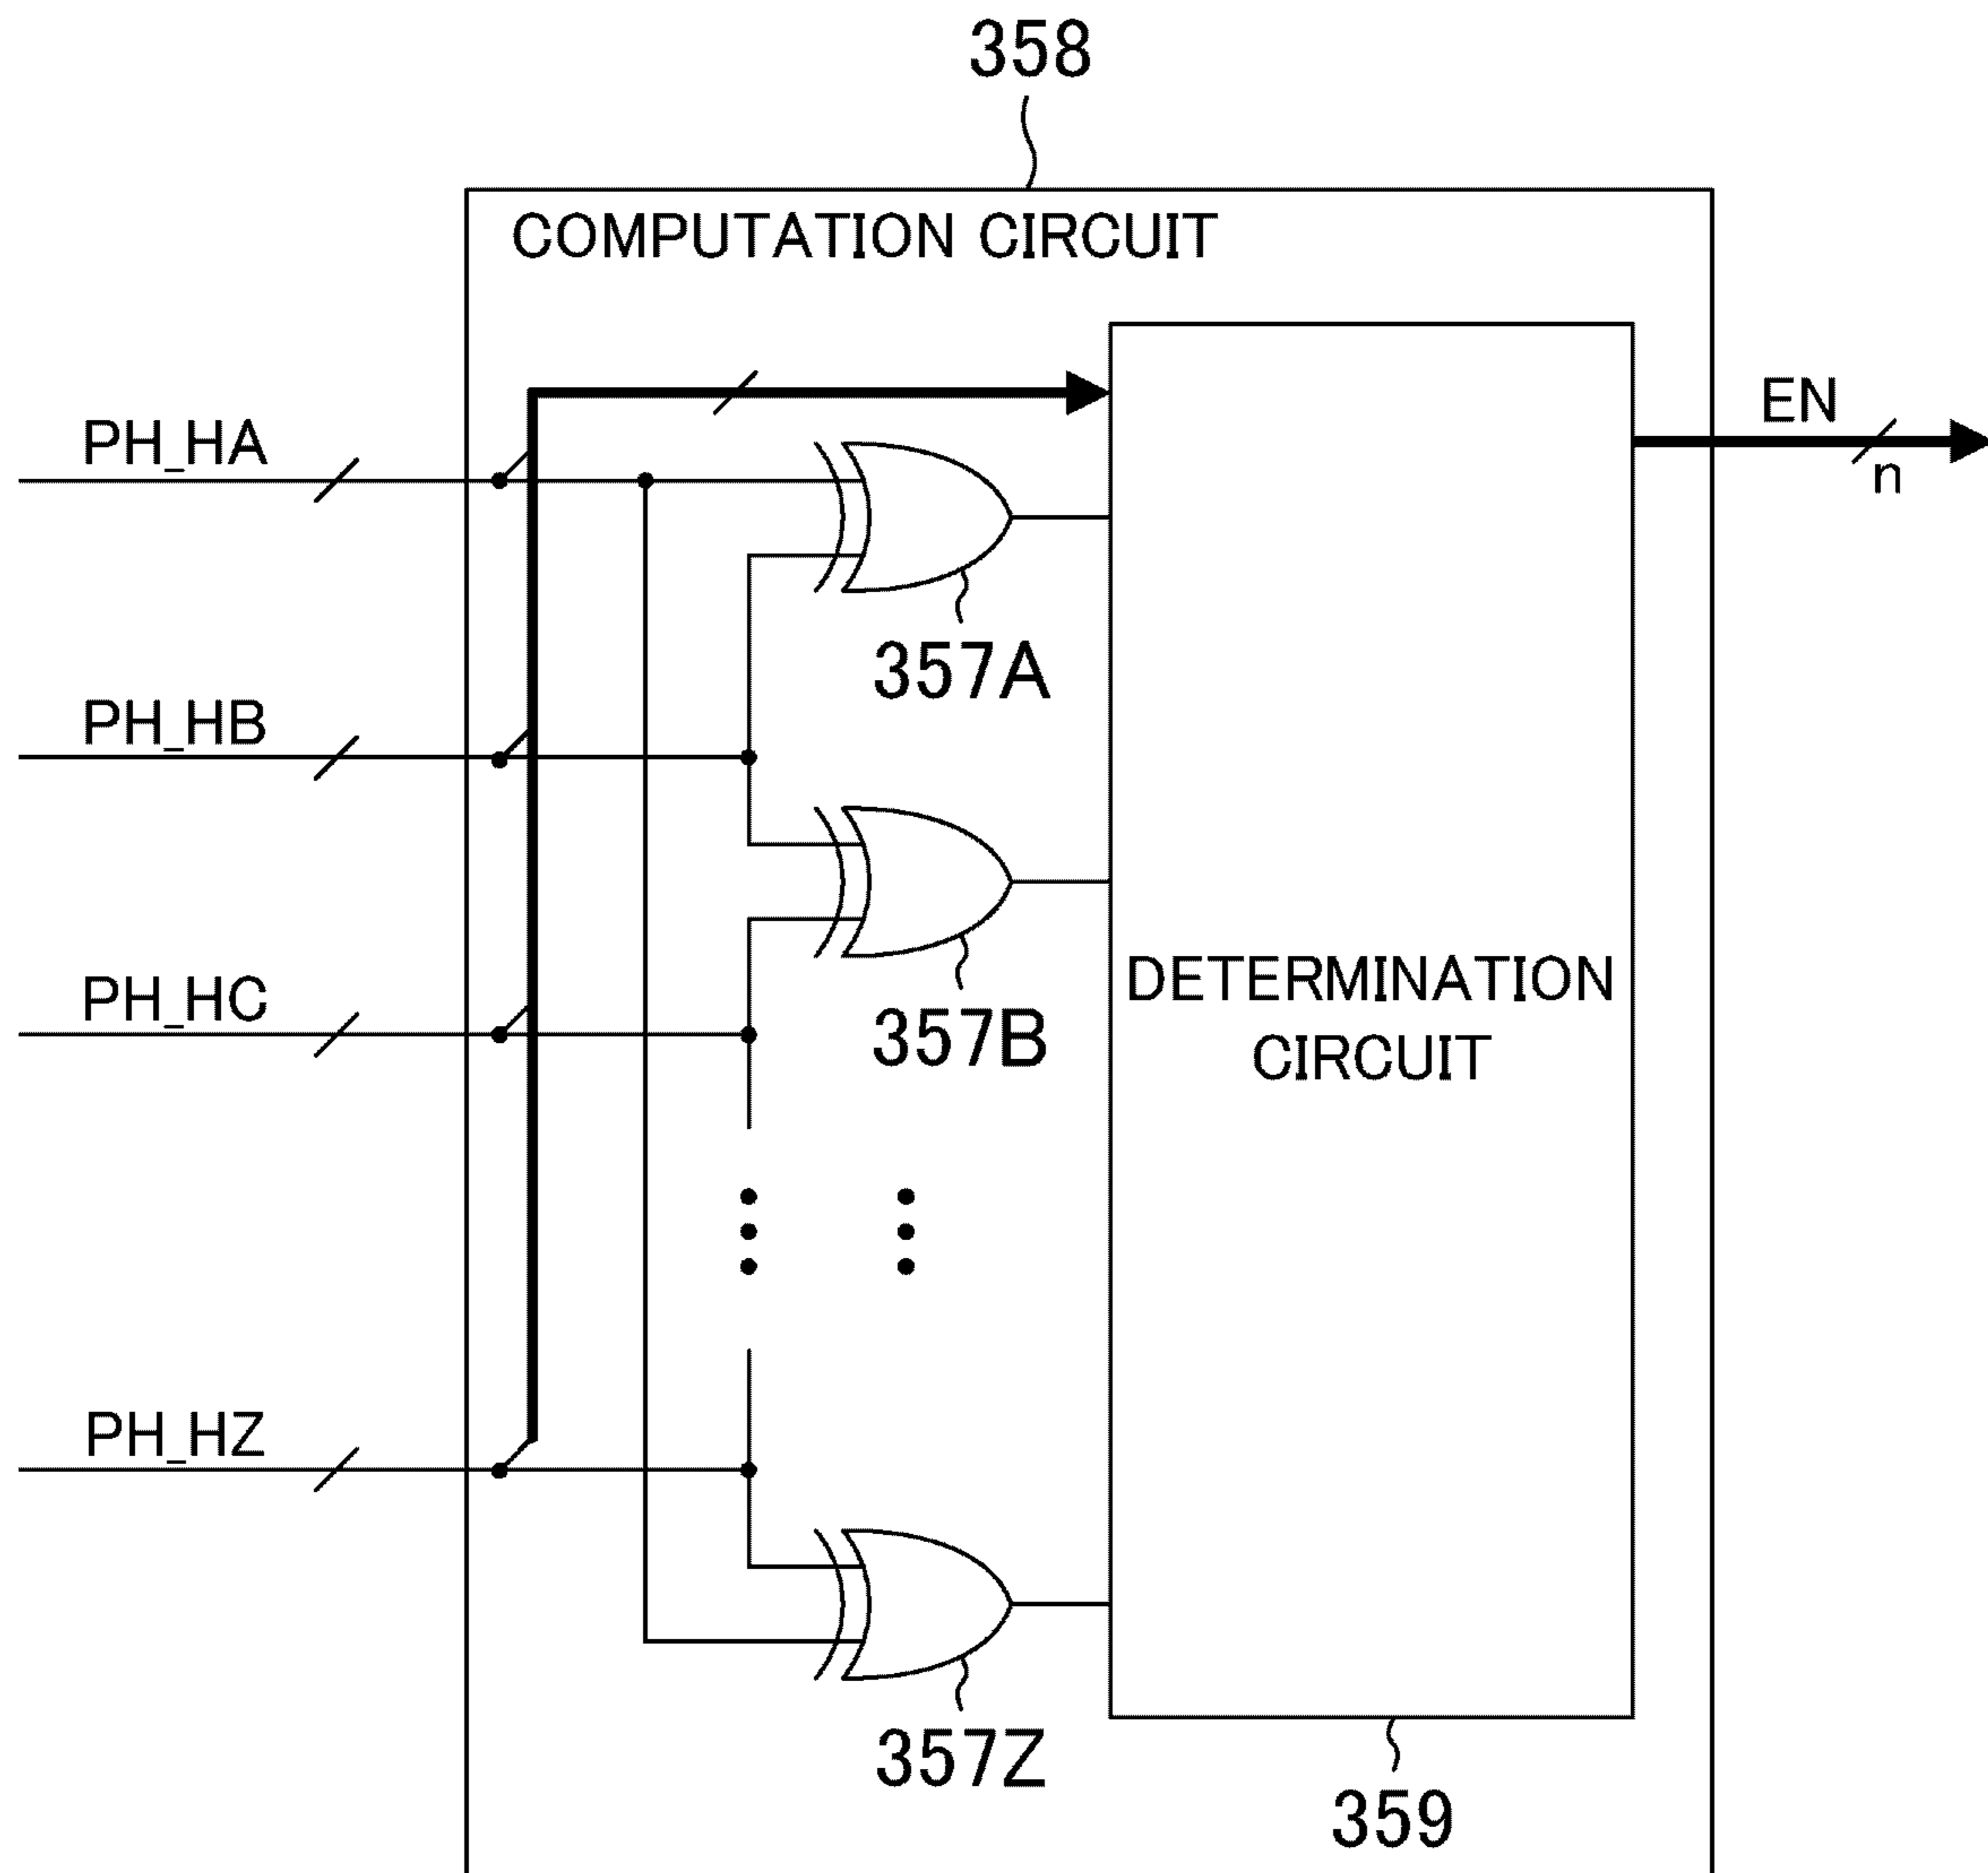 358
COMPUTATION CIRCUIT
EN
n
PH_HA
357A
PH_HB
357B
DETERMINATION
CIRCUIT
PH_HC
PH_HZ
357Z
359